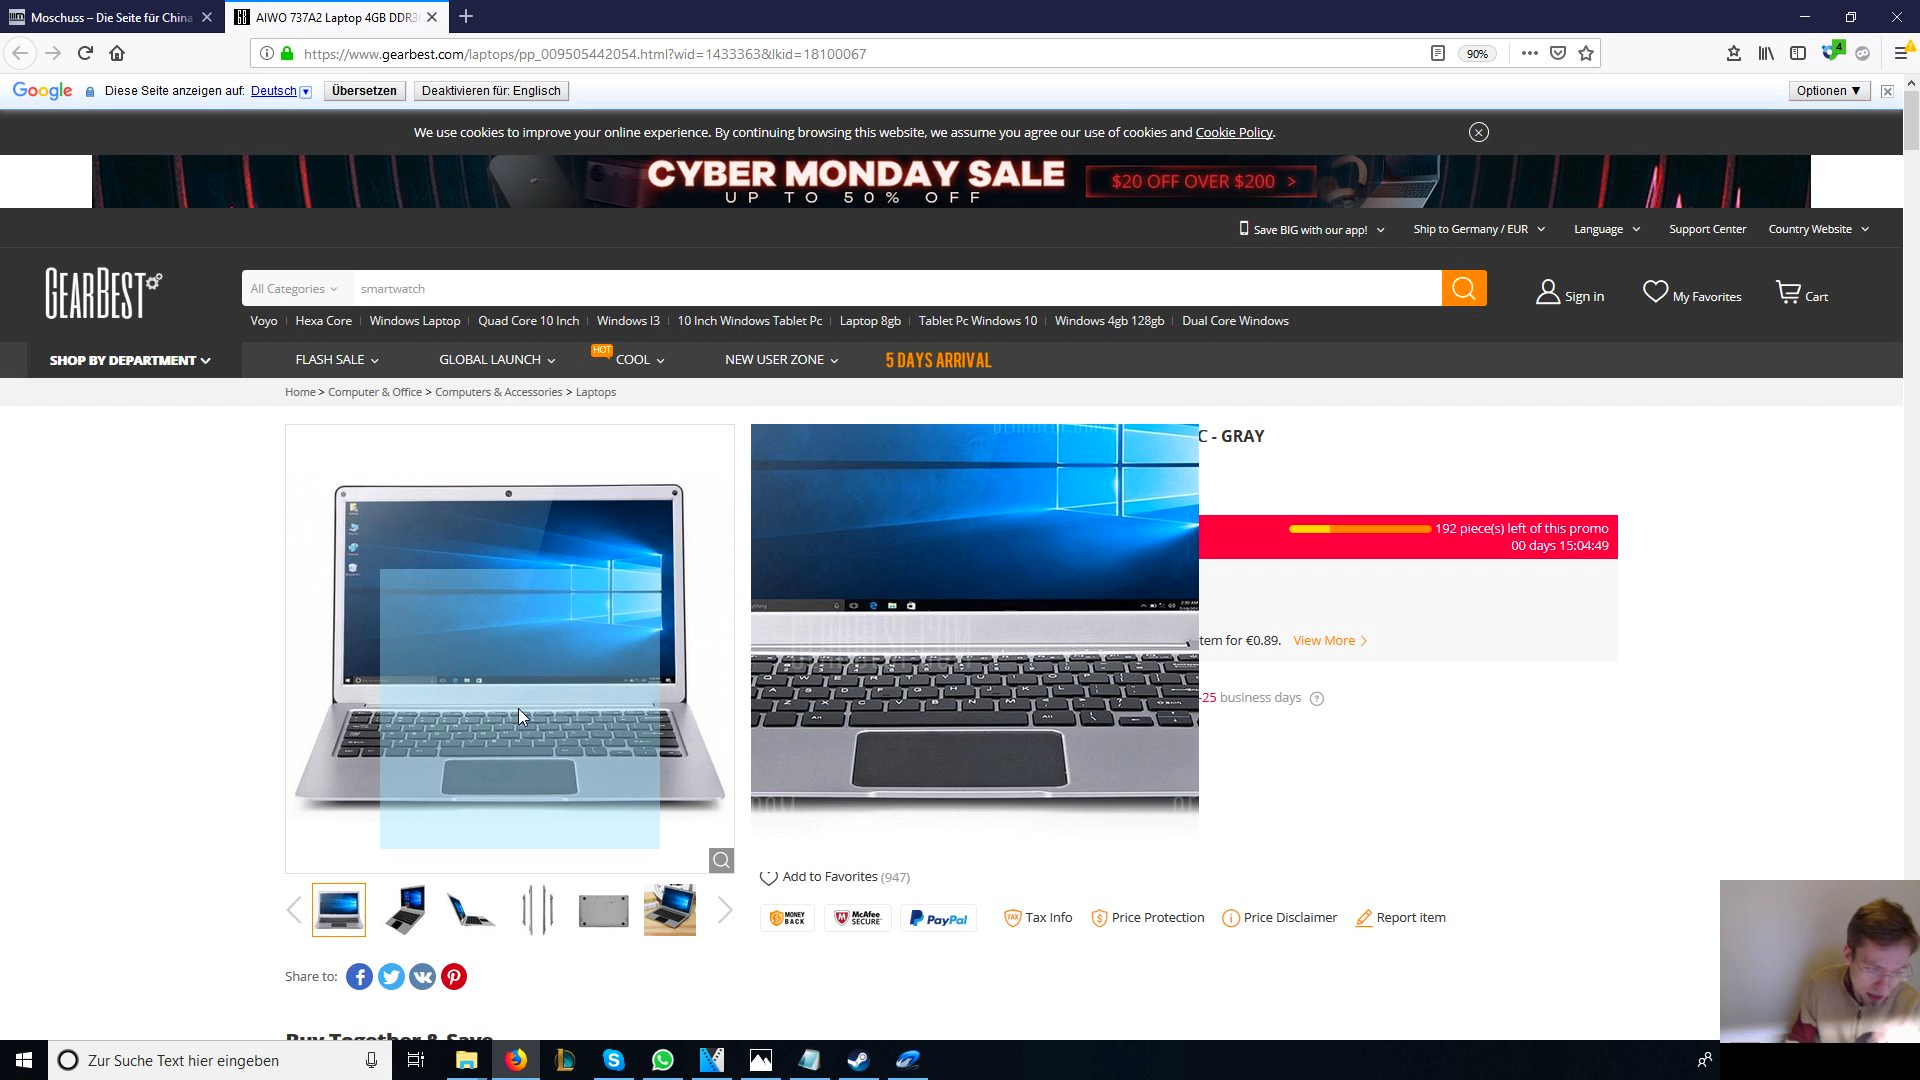 Moschuss – Die Seite für China
AIWO 737A2 Laptop 4GB DDR3
https://www.gearbest.com/laptops/pp_009505442054.html?wid=1433363&lkid=18100067
90%
4
Google
Diese Seite anzeigen auf: Deutsch
Übersetzen
Deaktivieren für: Englisch
Optionen ▼
We use cookies to improve your online experience. By continuing browsing this website, we assume you agree our use of cookies and Cookie Policy.
CYBER MONDAY SALE
UP TO 50% OFF
$20 OFF OVER $200 >
Save BIG with our app!
Ship to Germany / EUR
Language
Support Center
Country Website
GEARBEST
All Categories
smartwatch
Sign in
My Favorites
Cart
Voyo
Hexa Core
Windows Laptop
Quad Core 10 Inch
Windows I3
10 Inch Windows Tablet Pc
Laptop 8gb
Tablet Pc Windows 10
Windows 4gb 128gb
Dual Core Windows
SHOP BY DEPARTMENT
FLASH SALE
GLOBAL LAUNCH
HOT
COOL
NEW USER ZONE
5 DAYS ARRIVAL
Home > Computer & Office > Computers & Accessories > Laptops
C - GRAY
192 piece(s) left of this promo
00 days 15:04:49
tem for €0.89. View More >
-25 business days ?
Add to Favorites (947)
MONEY BACK
McAfee SECURE
PayPal
TAX
Tax Info
Price Protection
Price Disclaimer
Report item
Share to:
Buy Together & Save
Zur Suche Text hier eingeben